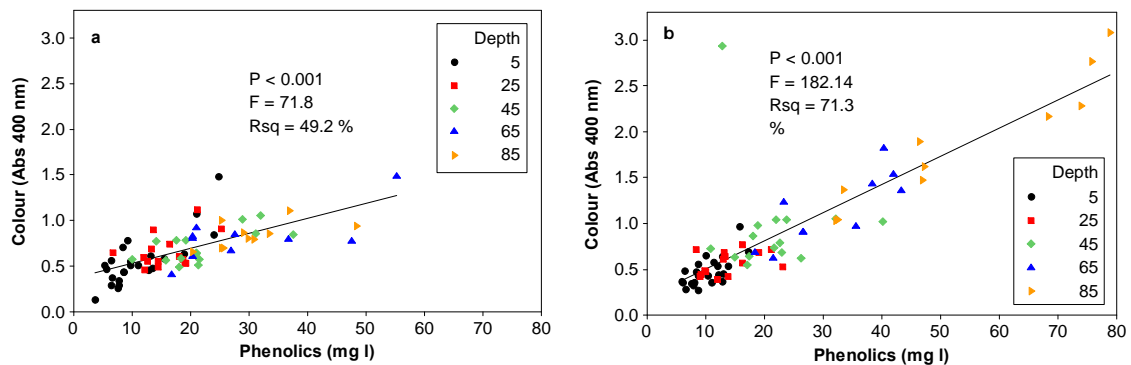 a
Colour (Abs 400 nm)
3.0
2.5
2.0
1.5
1.0
0.5
0.0
P < 0.001
F = 71.8
Rsq = 49.2 %
Depth
5
25
45
65
85
0 10 20 30 40 50 60 70 80
Phenolics (mg l)
b
Colour (Abs 400 nm)
3.0
2.5
2.0
1.5
1.0
0.5
0.0
P < 0.001
F = 182.14
Rsq = 71.3
%
Depth
5
25
45
65
85
0 10 20 30 40 50 60 70 80
Phenolics (mg l)